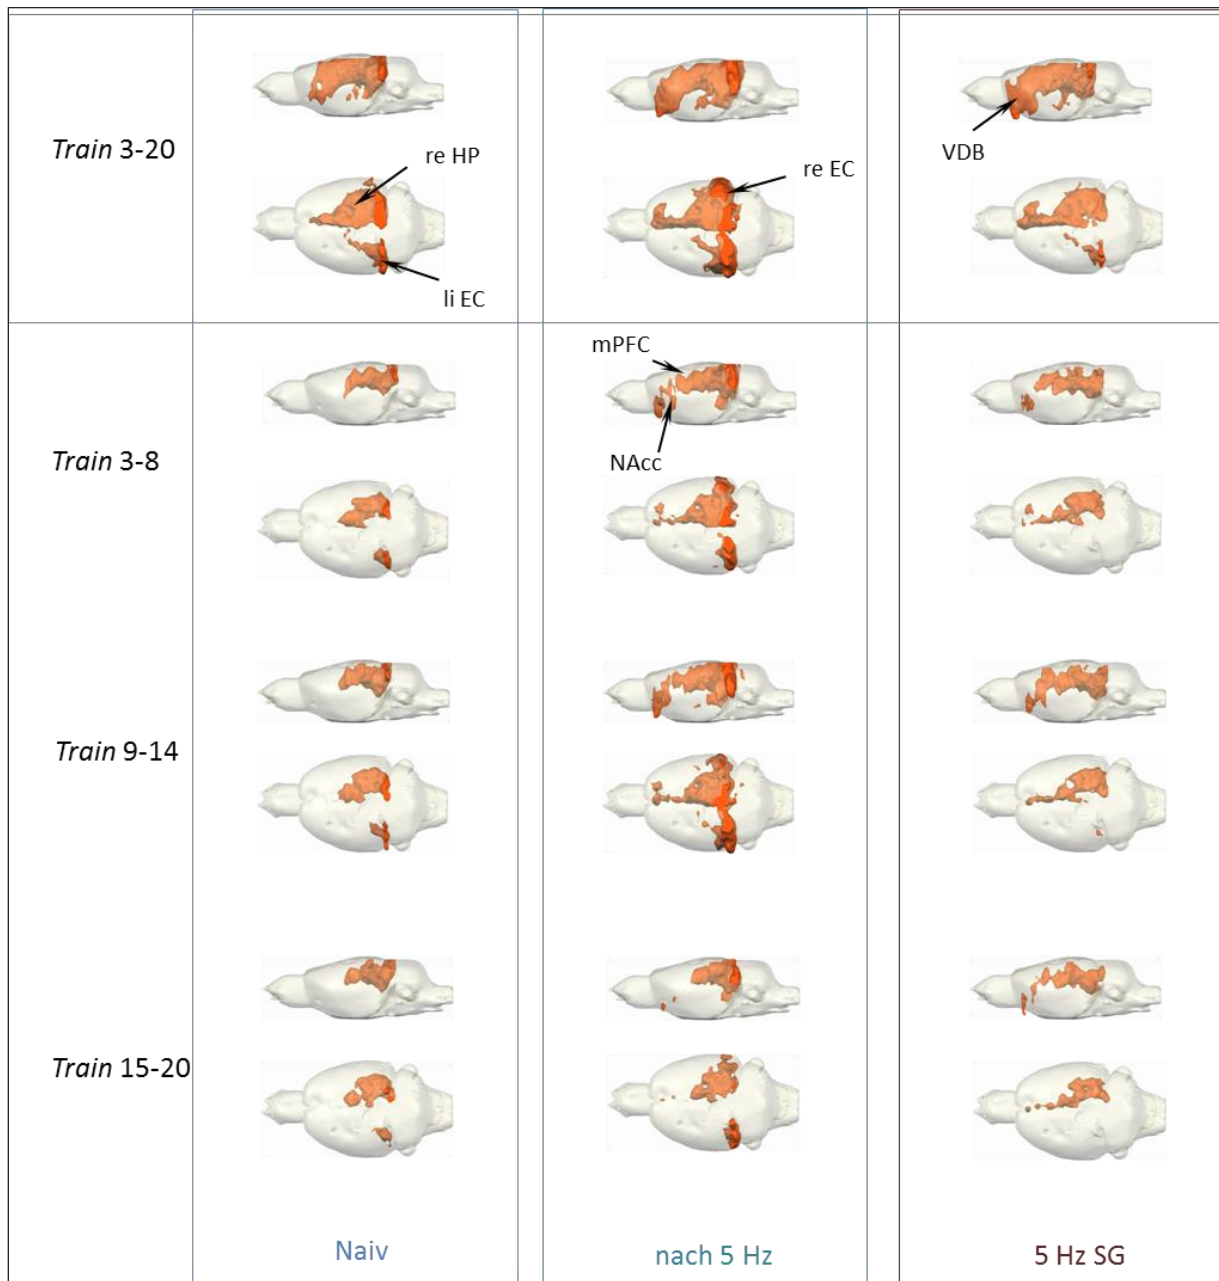 Train 3-20
re HP
li EC
re EC
VDB
Train 3-8
mPFC
NAcc
Train 9-14
Train 15-20
Naiv
nach 5 Hz
5 Hz SG